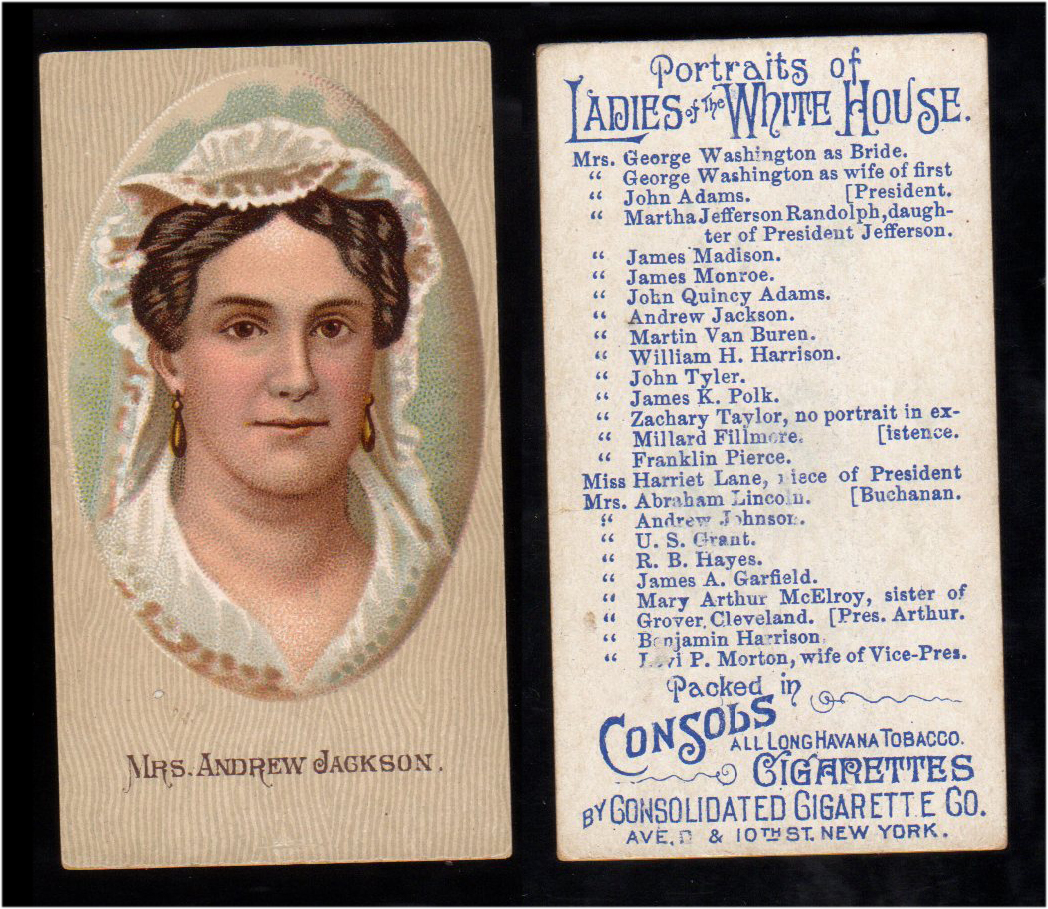 Mrs. Andrew Jackson.
Portraits of
Ladies of The White House.
Mrs. George Washington as Bride.
“ George Washington as wife of first
“ John Adams. [President.
“ Martha Jefferson Randolph, daugh-
ter of President Jefferson.
“ James Madison.
“ James Monroe.
“ John Quincy Adams.
“ Andrew Jackson.
“ Martin Van Buren.
“ William H. Harrison.
“ John Tyler.
“ James K. Polk.
“ Zachary Taylor, no portrait in ex-
“ Millard Fillmore. [istence.
“ Franklin Pierce.
Miss Harriet Lane, niece of President
Mrs. Abraham Lincoln. [Buchanan.
“ Andrew Johnson.
“ U. S. Grant.
“ R. B. Hayes.
“ James A. Garfield.
“ Mary Arthur McElroy, sister of
“ Grover Cleveland. [Pres. Arthur.
“ Benjamin Harrison.
“ Levi P. Morton, wife of Vice-Pres.
Packed in
Consols
All Long Havana Tobacco.
Cigarettes
By Consolidated Cigarette Co.
Ave. D & 10th St. New York.